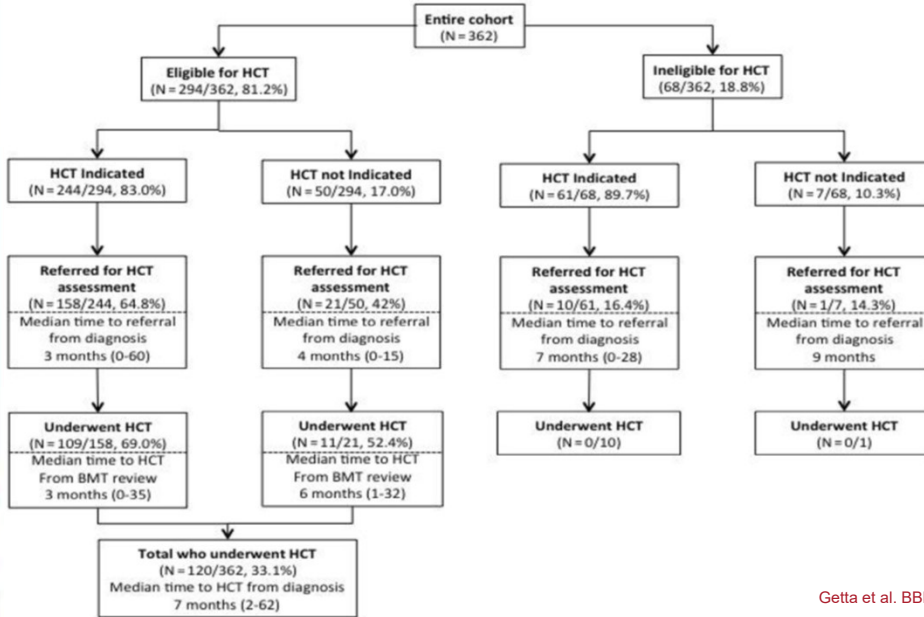 Entire cohort
(N = 362)
Eligible for HCT
(N = 294/362, 81.2%)
Ineligible for HCT
(68/362, 18.8%)
HCT Indicated
(N = 244/294, 83.0%)
HCT not Indicated
(N = 50/294, 17.0%)
HCT Indicated
(N = 61/68, 89.7%)
HCT not Indicated
(N = 7/68, 10.3%)
Referred for HCT
assessment
(N = 158/244, 64.8%)
Median time to referral
from diagnosis
3 months (0-60)
Referred for HCT
assessment
(N = 21/50, 42%)
Median time to referral
from diagnosis
4 months (0-15)
Referred for HCT
assessment
(N = 10/61, 16.4%)
Median time to referral
from diagnosis
7 months (0-28)
Referred for HCT
assessment
(N = 1/7, 14.3%)
Median time to referral
from diagnosis
9 months
Underwent HCT
(N = 109/158, 69.0%)
Median time to HCT
From BMT review
3 months (0-35)
Underwent HCT
(N = 11/21, 52.4%)
Median time to HCT
From BMT review
6 months (1-32)
Underwent HCT
(N = 0/10)
Underwent HCT
(N = 0/1)
Total who underwent HCT
(N = 120/362, 33.1%)
Median time to HCT from diagnosis
7 months (2-62)
Getta et al.